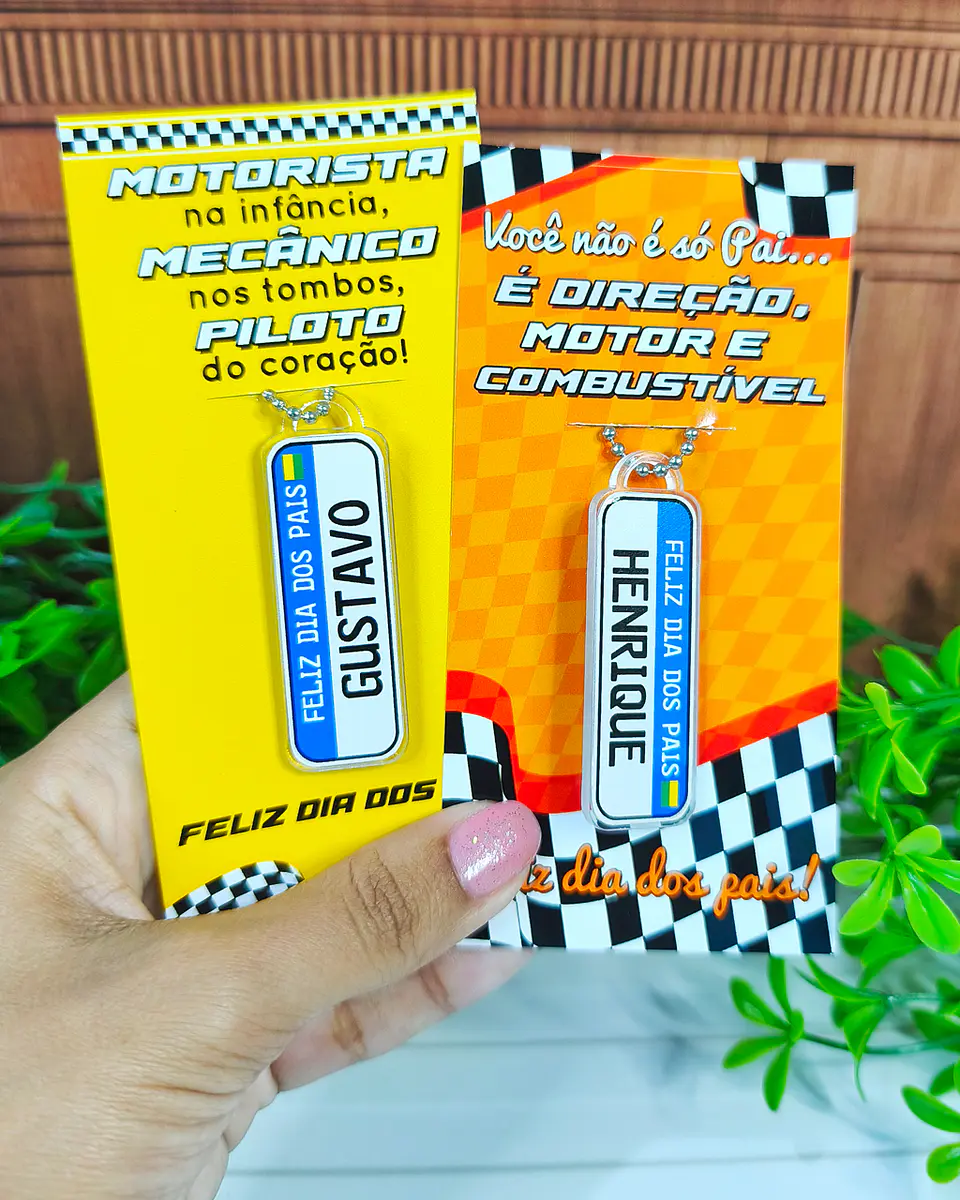 MOTORISTA
na infância,
MECÂNICO
nos tombos,
PILOTO
do coração!
FELIZ DIA DOS PAIS
GUSTAVO
FELIZ DIA DOS
Você não é só Pai...
É DIREÇÃO,
MOTOR E
COMBUSTÍVEL
FELIZ DIA DOS PAIS
HENRIQUE
dia dos pais!